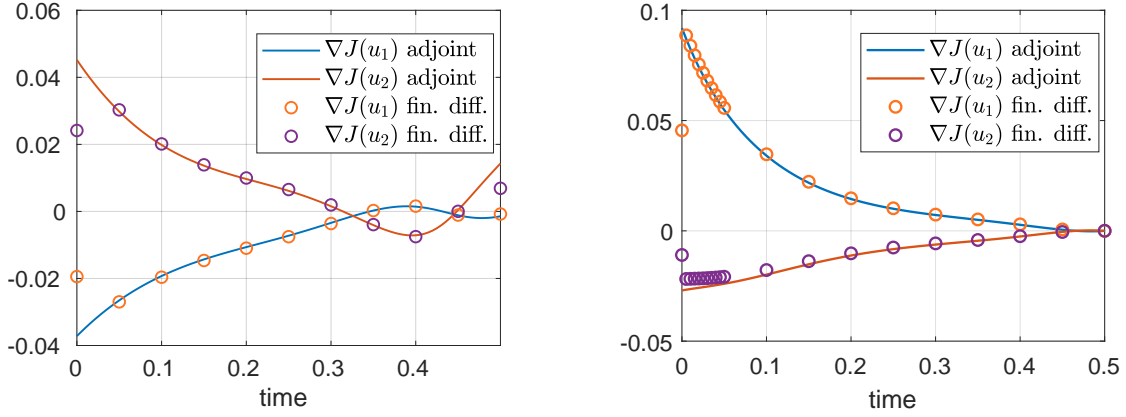 0.06
0.04
0.02
0
-0.02
-0.04
0
0.1
0.2
0.3
0.4
time
∇J(u₁) adjoint
∇J(u₂) adjoint
∇J(u₁) fin. diff.
∇J(u₂) fin. diff.
0.1
0.05
0
-0.05
0
0.1
0.2
0.3
0.4
0.5
time
∇J(u₁) adjoint
∇J(u₂) adjoint
∇J(u₁) fin. diff.
∇J(u₂) fin. diff.